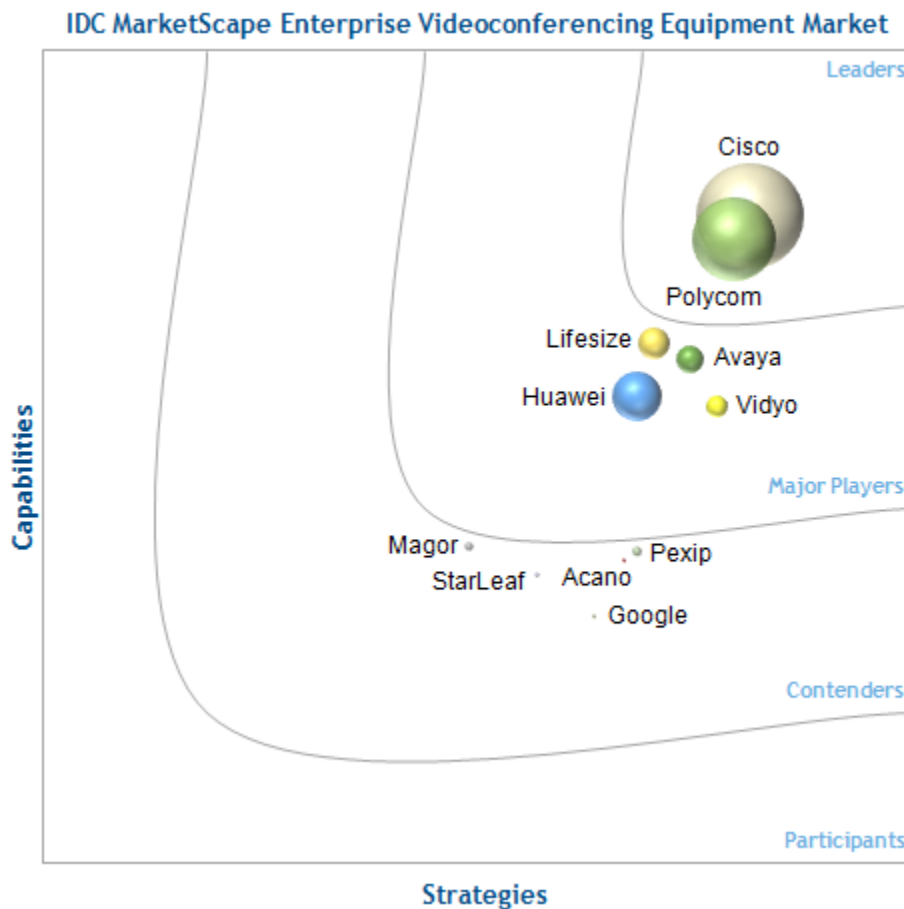 IDC MarketScape Enterprise Videoconferencing Equipment Market
Leaders
Cisco
Polycom
Lifesize
Avaya
Huawei
Vidyo
Capabilities
Major Players
Magor
Pexip
StarLeaf
Acano
Google
Contenders
Participants
Strategies